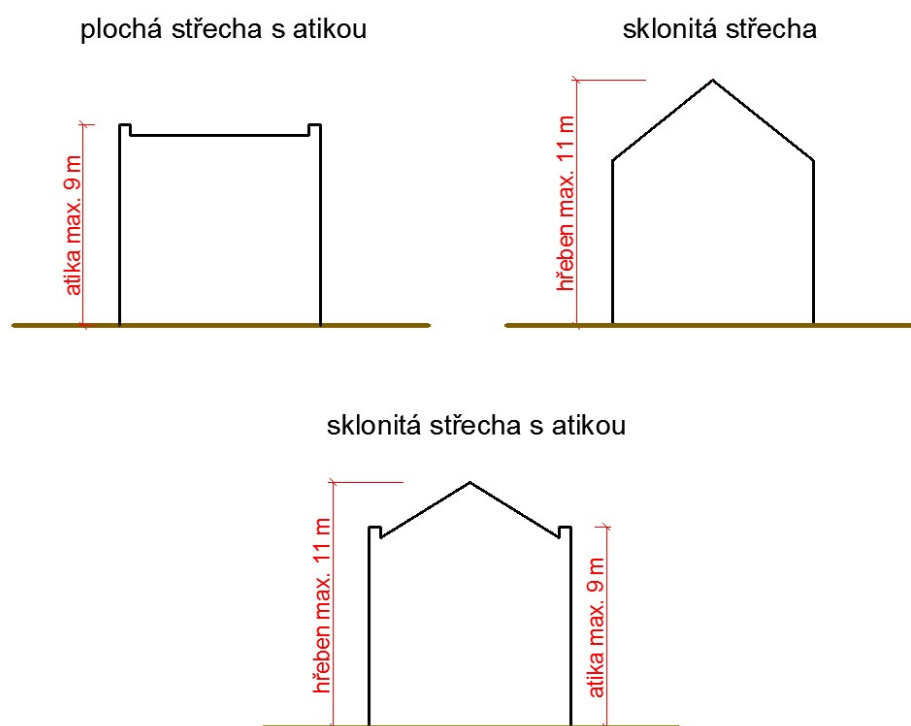 plochá střecha s atikou
sklonitá střecha
atika max. 9 m
hřeben max. 11 m
sklonitá střecha s atikou
hřeben max. 11 m
atika max. 9 m